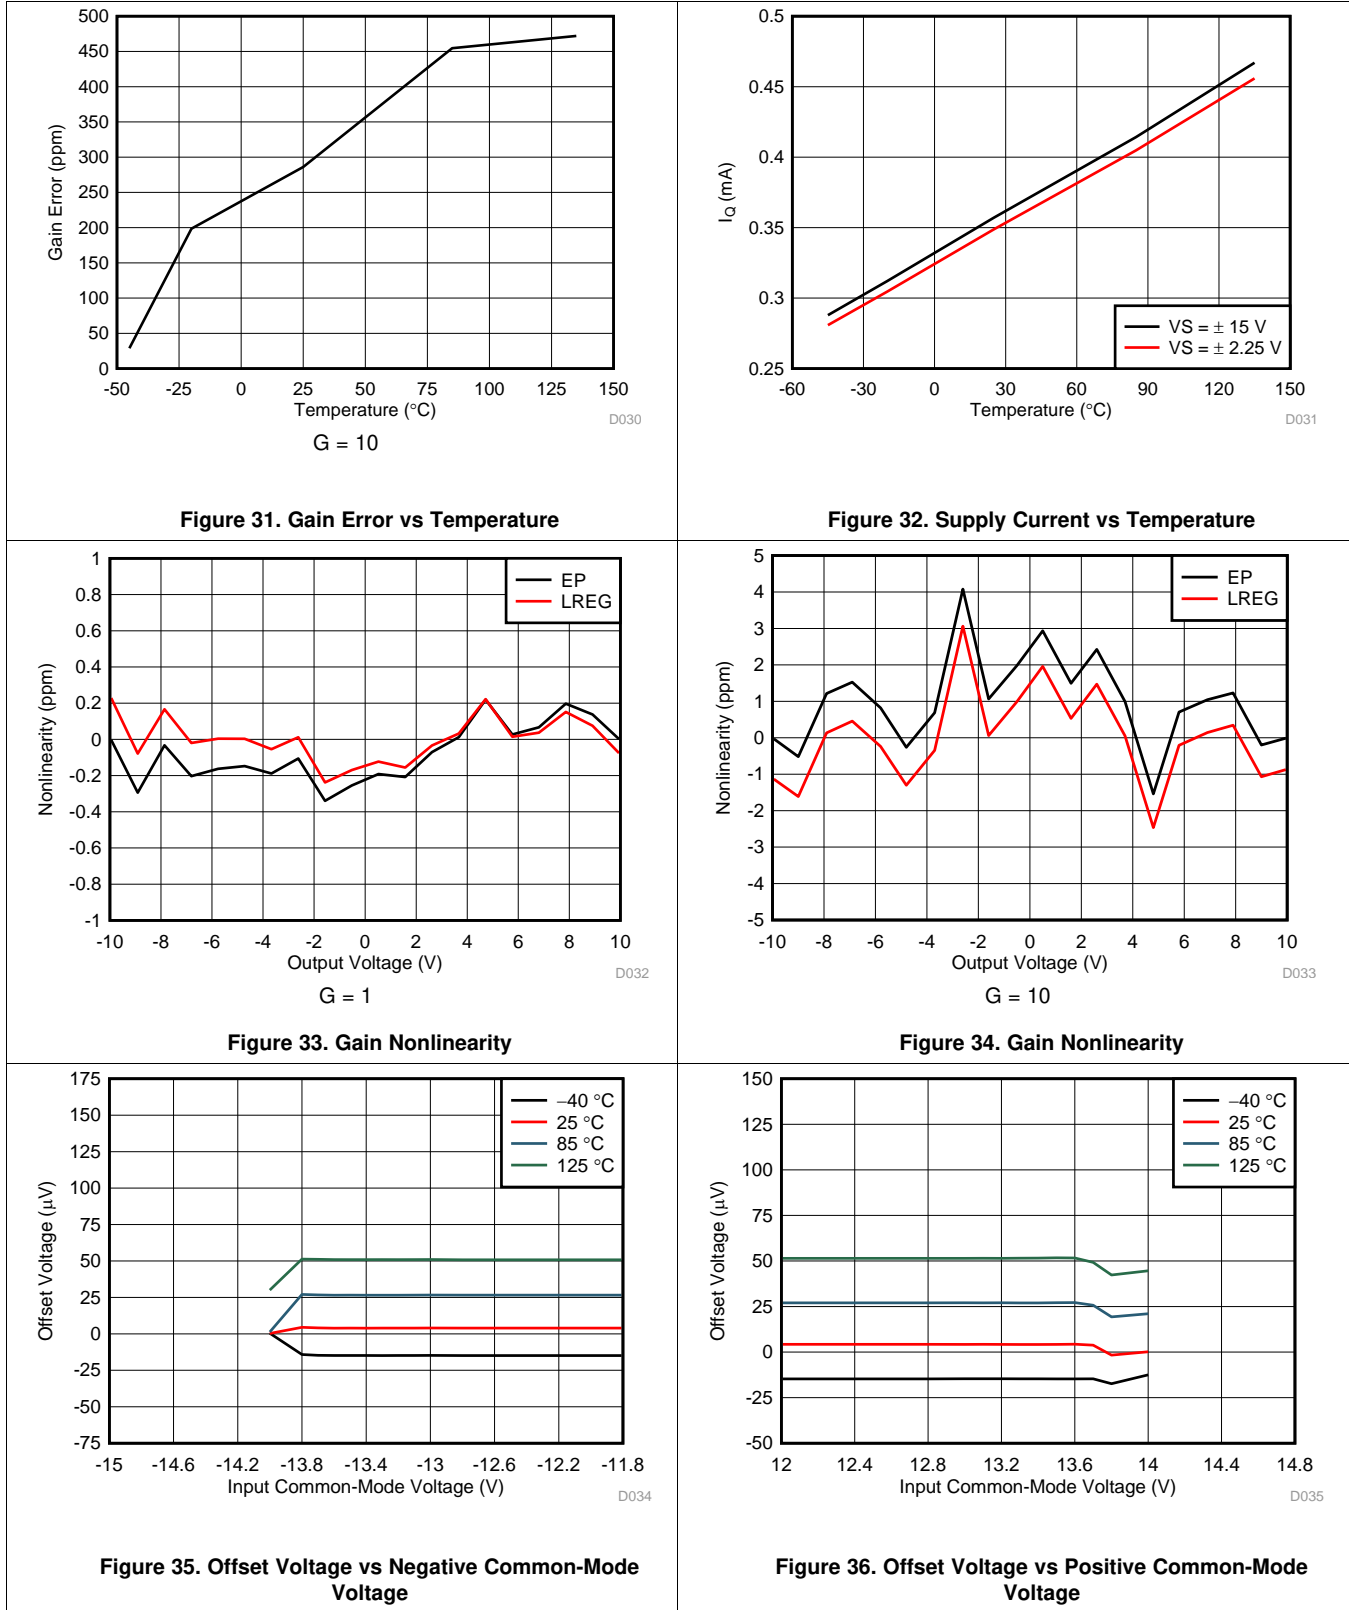 500
450
400
350
300
250
200
150
100
50
0
Gain Error (ppm)
-50 -25 0 25 50 75 100 125 150
Temperature (°C)
D030
G = 10
Figure 31. Gain Error vs Temperature
0.5
0.45
0.4
0.35
0.3
0.25
IQ (mA)
VS = ± 15 V
VS = ± 2.25 V
-60 -30 0 30 60 90 120 150
Temperature (°C)
D031
Figure 32. Supply Current vs Temperature
1
0.8
0.6
0.4
0.2
0
-0.2
-0.4
-0.6
-0.8
-1
Nonlinearity (ppm)
EP
LREG
-10 -8 -6 -4 -2 0 2 4 6 8 10
Output Voltage (V)
D032
G = 1
Figure 33. Gain Nonlinearity
5
4
3
2
1
0
-1
-2
-3
-4
-5
Nonlinearity (ppm)
EP
LREG
-10 -8 -6 -4 -2 0 2 4 6 8 10
Output Voltage (V)
D033
G = 10
Figure 34. Gain Nonlinearity
175
150
125
100
75
50
25
0
-25
-50
-75
Offset Voltage (μV)
–40 °C
25 °C
85 °C
125 °C
-15 -14.6 -14.2 -13.8 -13.4 -13 -12.6 -12.2 -11.8
Input Common-Mode Voltage (V)
D034
Figure 35. Offset Voltage vs Negative Common-Mode
Voltage
150
125
100
75
50
25
0
-25
-50
Offset Voltage (μV)
–40 °C
25 °C
85 °C
125 °C
12 12.4 12.8 13.2 13.6 14 14.4 14.8
Input Common-Mode Voltage (V)
D035
Figure 36. Offset Voltage vs Positive Common-Mode
Voltage